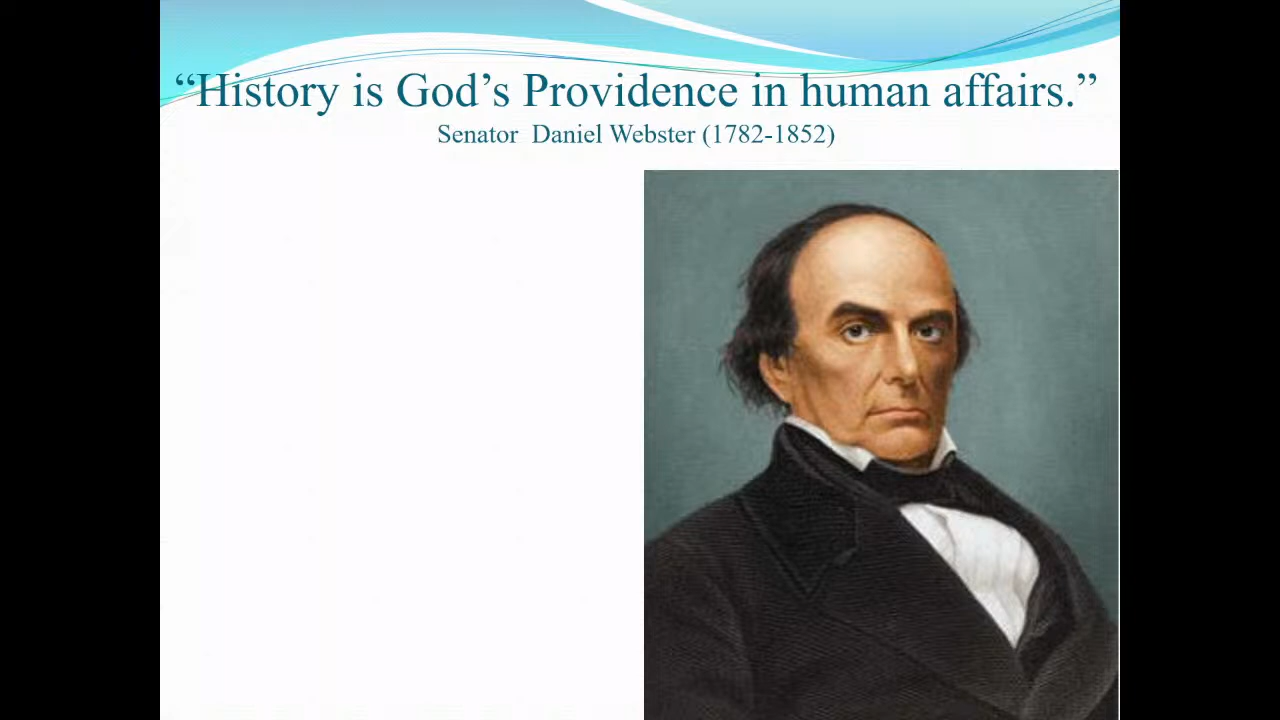 “History is God’s Providence in human affairs.”
Senator Daniel Webster (1782-1852)